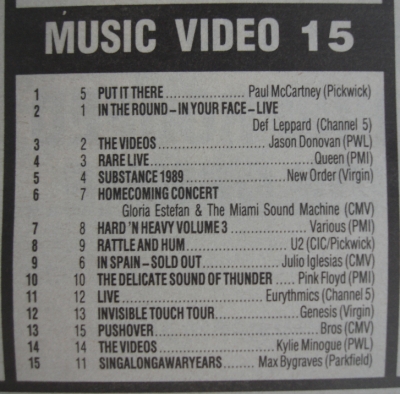 MUSIC VIDEO 15
1 5 PUT IT THERE .................. Paul McCartney (Pickwick)
2 1 IN THE ROUND – IN YOUR FACE – LIVE
Def Leppard (Channel 5)
3 2 THE VIDEOS .................. Jason Donovan (PWL)
4 3 RARE LIVE .................. Queen (PMI)
5 4 SUBSTANCE 1989 .................. New Order (Virgin)
6 7 HOMECOMING CONCERT
Gloria Estefan & The Miami Sound Machine (CMV)
7 8 HARD 'N HEAVY VOLUME 3 .................. Various (PMI)
8 9 RATTLE AND HUM .................. U2 (CIC/Pickwick)
9 6 IN SPAIN – SOLD OUT .................. Julio Iglesias (CMV)
10 10 THE DELICATE SOUND OF THUNDER ..... Pink Floyd (PMI)
11 12 LIVE .................. Eurythmics (Channel 5)
12 13 INVISIBLE TOUCH TOUR .................. Genesis (Virgin)
13 15 PUSHOVER .................. Bros (CMV)
14 14 THE VIDEOS .................. Kylie Minogue (PWL)
15 11 SINGALONGAWARYEARS ........ Max Bygraves (Parkfield)